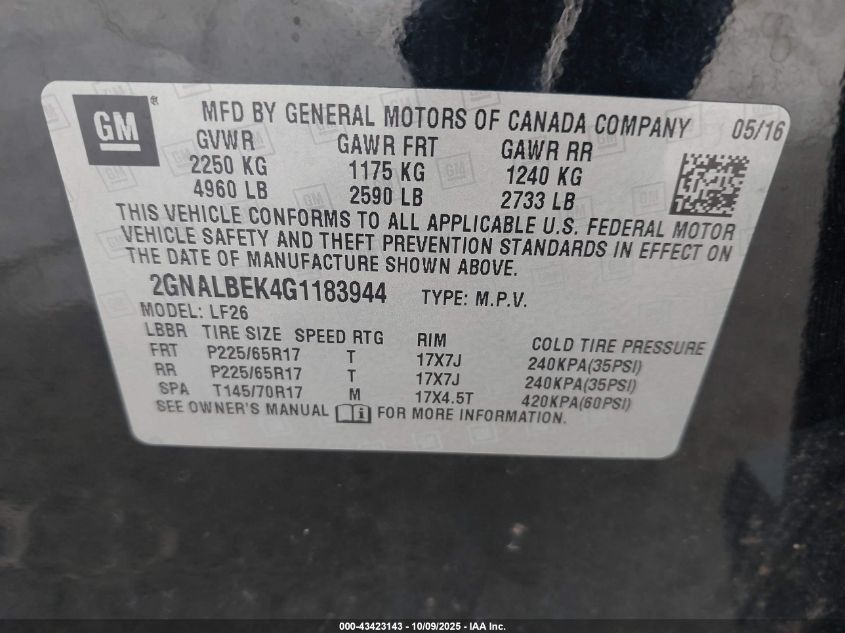 GM ® MFD BY GENERAL MOTORS OF CANADA COMPANY 05/16
GVWR GAWR FRT GAWR RR
2250 KG 1175 KG 1240 KG
4960 LB 2590 LB 2733 LB
THIS VEHICLE CONFORMS TO ALL APPLICABLE U.S. FEDERAL MOTOR
VEHICLE SAFETY AND THEFT PREVENTION STANDARDS IN EFFECT ON
THE DATE OF MANUFACTURE SHOWN ABOVE.
2GNALBEK4G1183944 TYPE: M.P.V.
MODEL: LF26
LBBR TIRE SIZE SPEED RTG RIM COLD TIRE PRESSURE
FRT P225/65R17 T 17X7J 240KPA(35PSI)
RR P225/65R17 T 17X7J 240KPA(35PSI)
SPA T145/70R17 M 17X4.5T 420KPA(60PSI)
SEE OWNER'S MANUAL i FOR MORE INFORMATION.
000-43423143 - 10/09/2025 - IAA Inc.